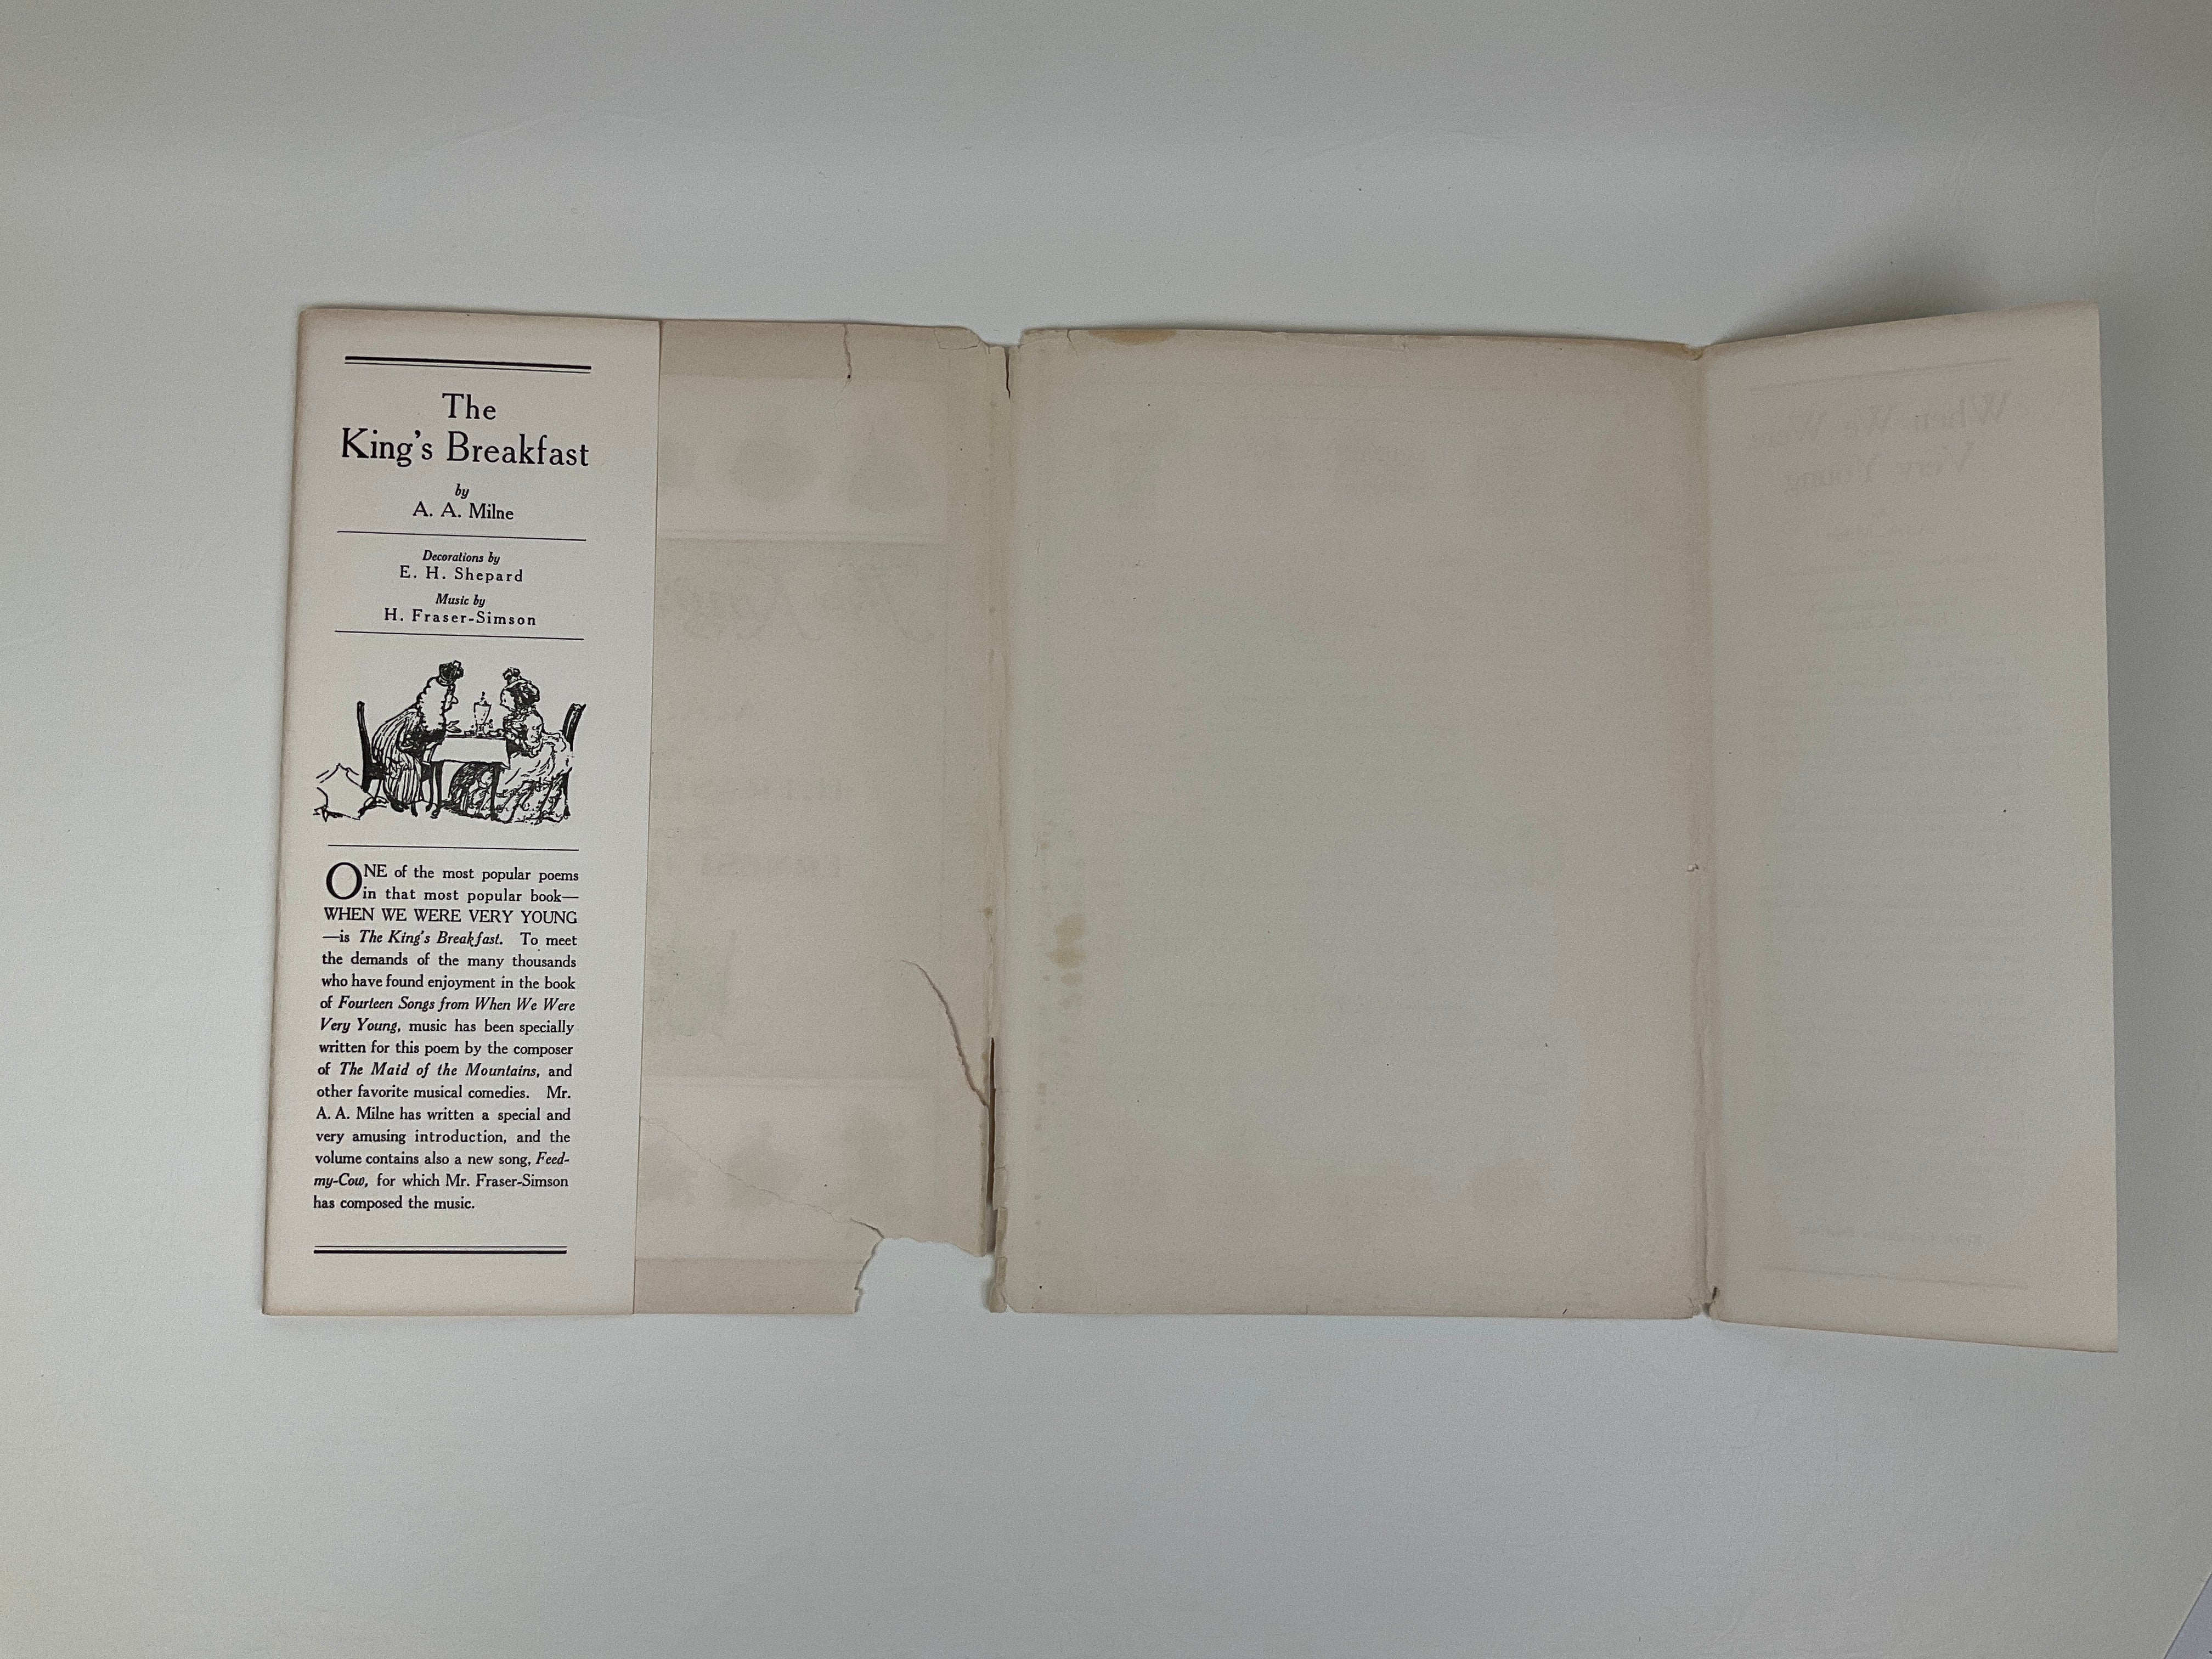 The
King's Breakfast
by
A. A. Milne
Decorations by
E. H. Shepard
Music by
H. Fraser-Simson
ONE of the most popular poems
in that most popular book—
WHEN WE WERE VERY YOUNG
—is The King's Breakfast. To meet
the demands of the many thousands
who have found enjoyment in the book
of Fourteen Songs from When We Were
Very Young, music has been specially
written for this poem by the composer
of The Maid of the Mountains, and
other favorite musical comedies. Mr.
A. A. Milne has written a special and
very amusing introduction, and the
volume contains also a new song, Feed-
my-Cow, for which Mr. Fraser-Simson
has composed the music.
When We Were
Very Young